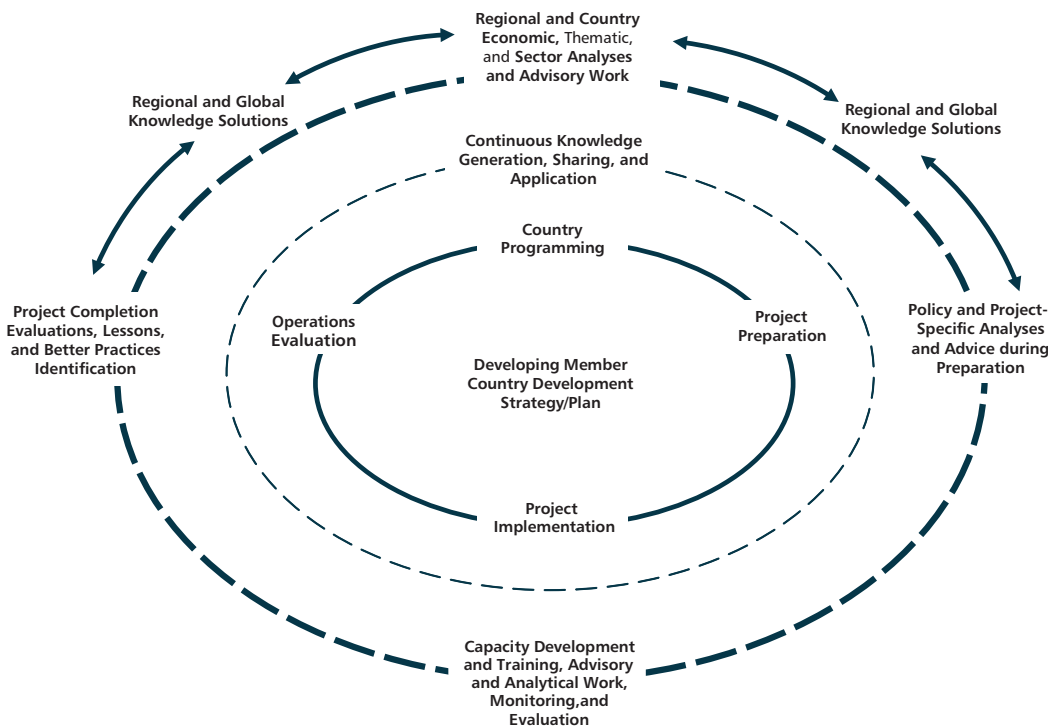 Regional and Country
Economic, Thematic,
and Sector Analyses
and Advisory Work
Regional and Global
Knowledge Solutions
Regional and Global
Knowledge Solutions
Continuous Knowledge
Generation, Sharing, and
Application
Country
Programming
Project Completion
Evaluations, Lessons,
and Better Practices
Identification
Operations
Evaluation
Project
Preparation
Policy and Project-
Specific Analyses
and Advice during
Preparation
Developing Member
Country Development
Strategy/Plan
Project
Implementation
Capacity Development
and Training, Advisory
and Analytical Work,
Monitoring,and
Evaluation